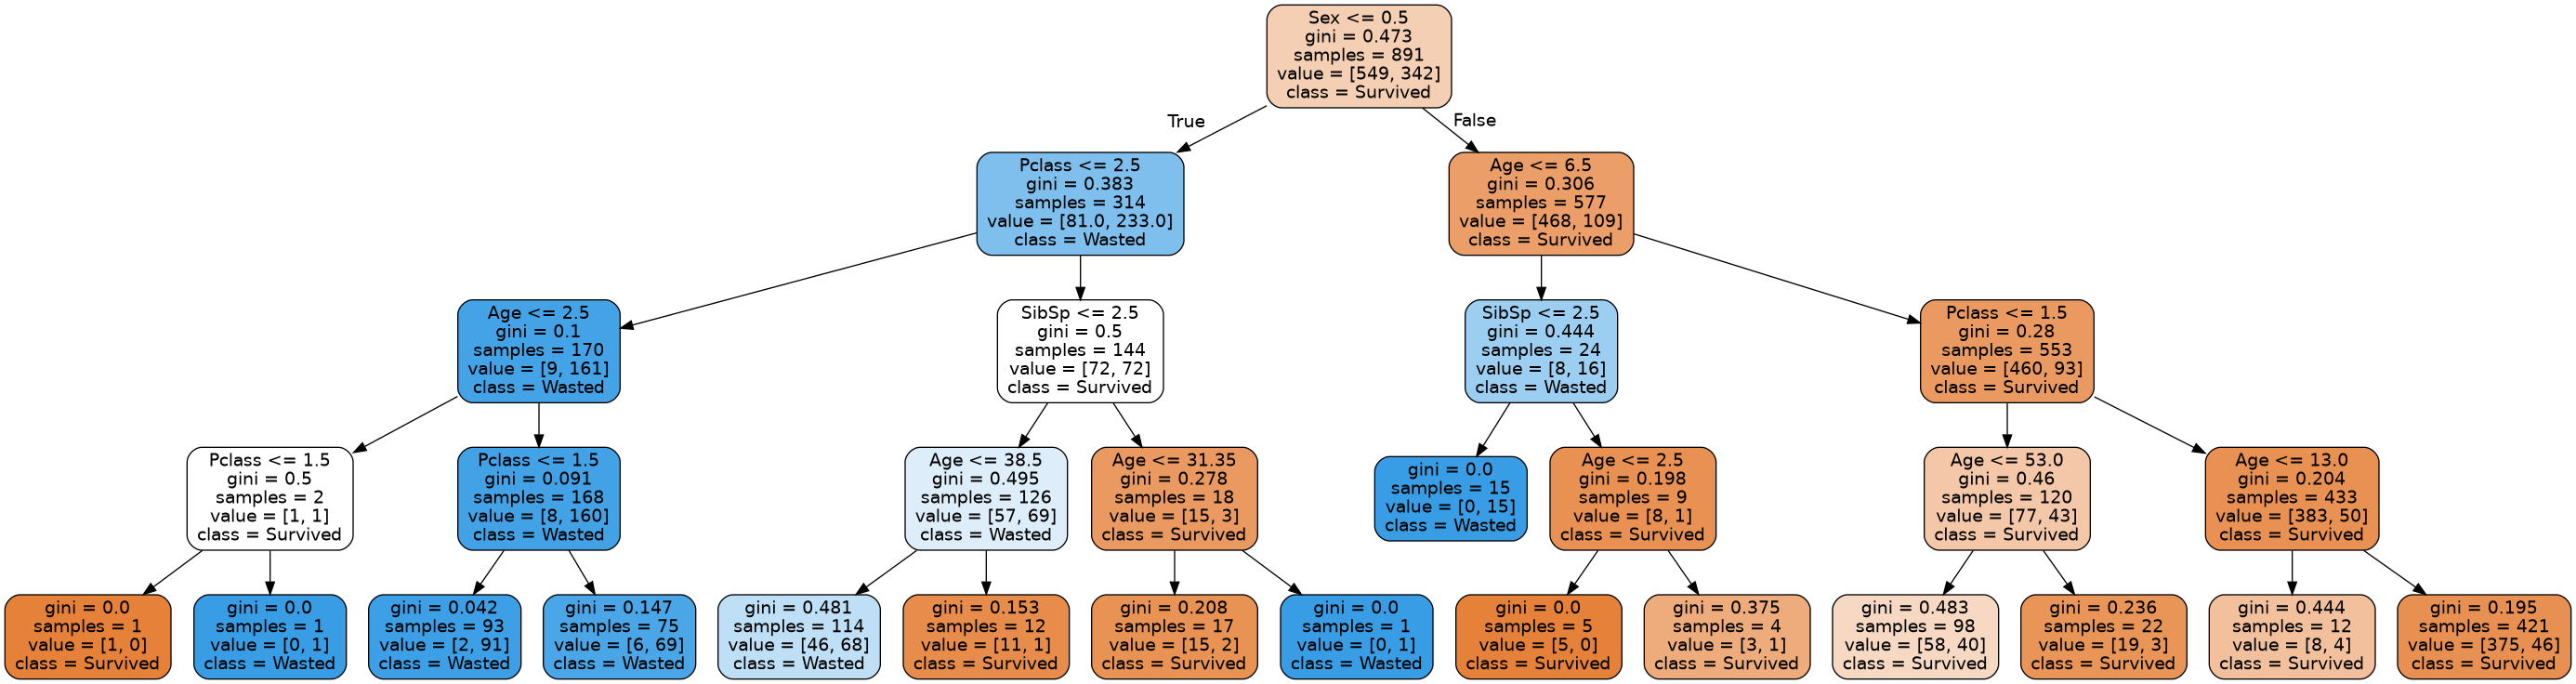 Sex <= 0.5
gini = 0.473
samples = 891
value = [549, 342]
class = Survived
True
False
Pclass <= 2.5
gini = 0.383
samples = 314
value = [81.0, 233.0]
class = Wasted
Age <= 6.5
gini = 0.306
samples = 577
value = [468, 109]
class = Survived
Age <= 2.5
gini = 0.1
samples = 170
value = [9, 161]
class = Wasted
SibSp <= 2.5
gini = 0.5
samples = 144
value = [72, 72]
class = Survived
SibSp <= 2.5
gini = 0.444
samples = 24
value = [8, 16]
class = Wasted
Pclass <= 1.5
gini = 0.28
samples = 553
value = [460, 93]
class = Survived
Pclass <= 1.5
gini = 0.5
samples = 2
value = [1, 1]
class = Survived
Pclass <= 1.5
gini = 0.091
samples = 168
value = [8, 160]
class = Wasted
Age <= 38.5
gini = 0.495
samples = 126
value = [57, 69]
class = Wasted
Age <= 31.35
gini = 0.278
samples = 18
value = [15, 3]
class = Survived
gini = 0.0
samples = 15
value = [0, 15]
class = Wasted
Age <= 2.5
gini = 0.198
samples = 9
value = [8, 1]
class = Survived
Age <= 53.0
gini = 0.46
samples = 120
value = [77, 43]
class = Survived
Age <= 13.0
gini = 0.204
samples = 433
value = [383, 50]
class = Survived
gini = 0.0
samples = 1
value = [1, 0]
class = Survived
gini = 0.0
samples = 1
value = [0, 1]
class = Wasted
gini = 0.042
samples = 93
value = [2, 91]
class = Wasted
gini = 0.147
samples = 75
value = [6, 69]
class = Wasted
gini = 0.481
samples = 114
value = [46, 68]
class = Wasted
gini = 0.153
samples = 12
value = [11, 1]
class = Survived
gini = 0.208
samples = 17
value = [15, 2]
class = Survived
gini = 0.0
samples = 1
value = [0, 1]
class = Wasted
gini = 0.0
samples = 5
value = [5, 0]
class = Survived
gini = 0.375
samples = 4
value = [3, 1]
class = Survived
gini = 0.483
samples = 98
value = [58, 40]
class = Survived
gini = 0.236
samples = 22
value = [19, 3]
class = Survived
gini = 0.444
samples = 12
value = [8, 4]
class = Survived
gini = 0.195
samples = 421
value = [375, 46]
class = Survived